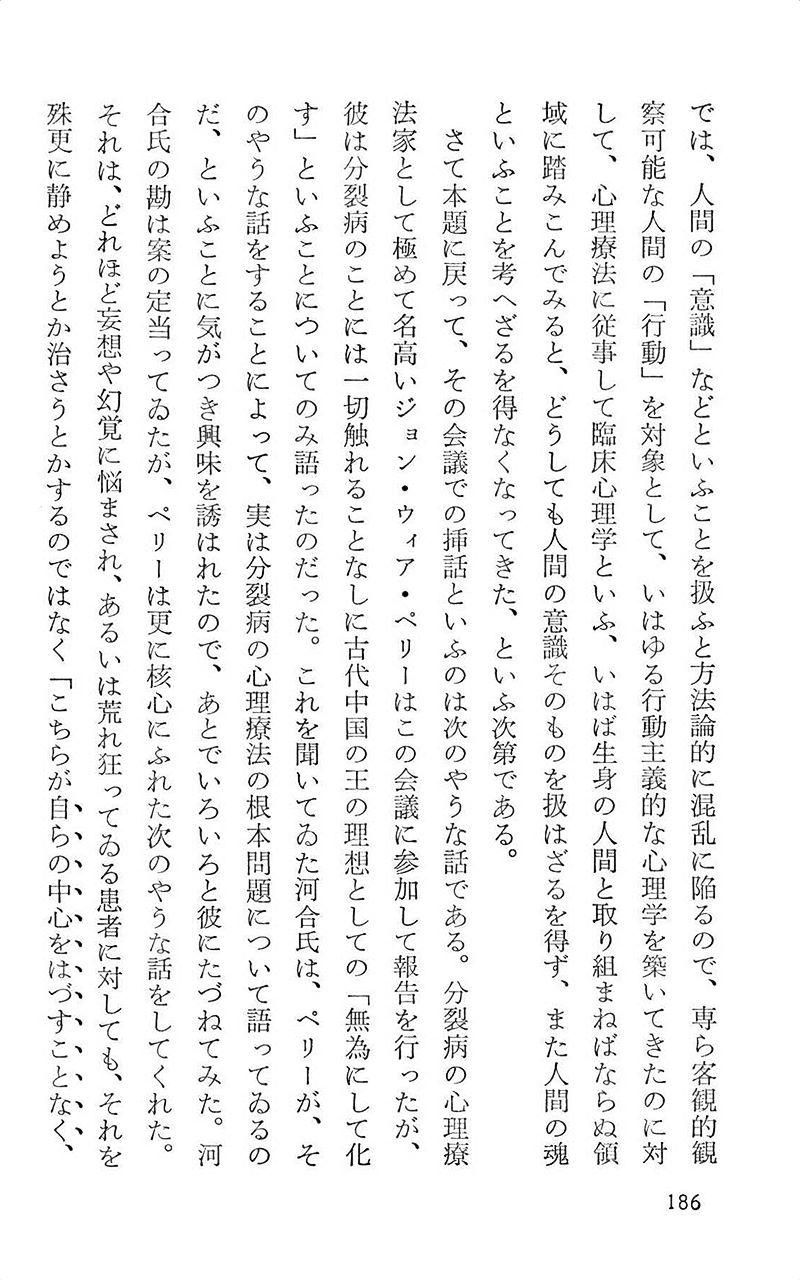 では、人間の「意識」などといふことを扱ふと方法論的に混乱に陥るので、専ら客観的観
察可能な人間の「行動」を対象として、いはゆる行動主義的な心理学を築いてきたのに対
して、心理療法に従事して臨床心理学といふ、いはば生身の人間と取り組まねばならぬ領
域に踏みこんでみると、どうしても人間の意識そのものを扱はざるを得ず、また人間の魂
といふことを考へざるを得なくなってきた、といふ次第である。
さて本題に戻って、その会議での挿話といふのは次のやうな話である。分裂病の心理療
法家として極めて名高いジョン・ウィア・ペリーはこの会議に参加して報告を行ったが、
彼は分裂病のことには一切触れることなしに古代中国の王の理想としての「無為にして化
す」といふことについてのみ語ったのだった。これを聞いてゐた河合氏は、ペリーが、そ
のやうな話をすることによって、実は分裂病の心理療法の根本問題について語ってゐるの
だ、といふことに気がつき興味を誘はれたので、あとでいろいろと彼にたづねてみた。河
合氏の勘は案の定当ってゐたが、ペリーは更に核心にふれた次のやうな話をしてくれた。
それは、どれほど妄想や幻覚に悩まされ、あるいは荒れ狂ってゐる患者に対しても、それを
殊更に静めようとか治さうとかするのではなく「こちらが自らの中心をはづすことなく、
186